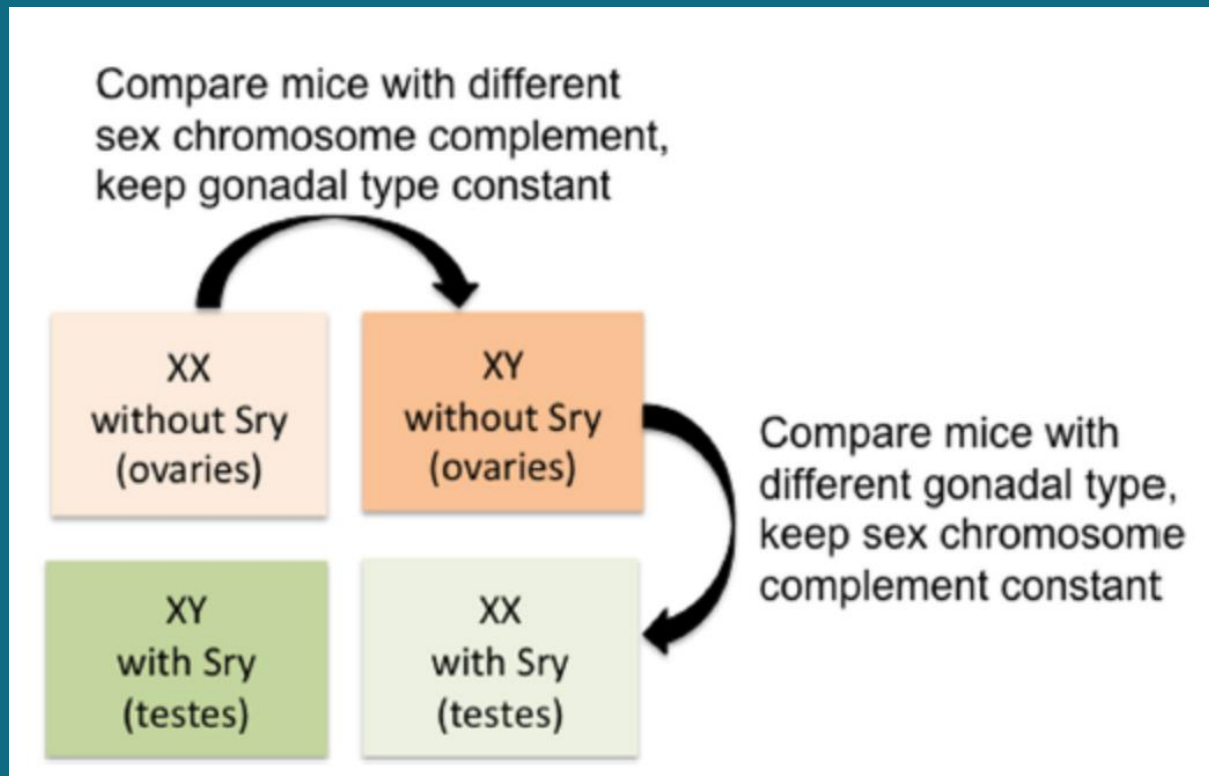 Compare mice with different
sex chromosome complement,
keep gonadal type constant
XX
without Sry
(ovaries)
XY
without Sry
(ovaries)
Compare mice with
different gonadal type,
keep sex chromosome
complement constant
XY
with Sry
(testes)
XX
with Sry
(testes)